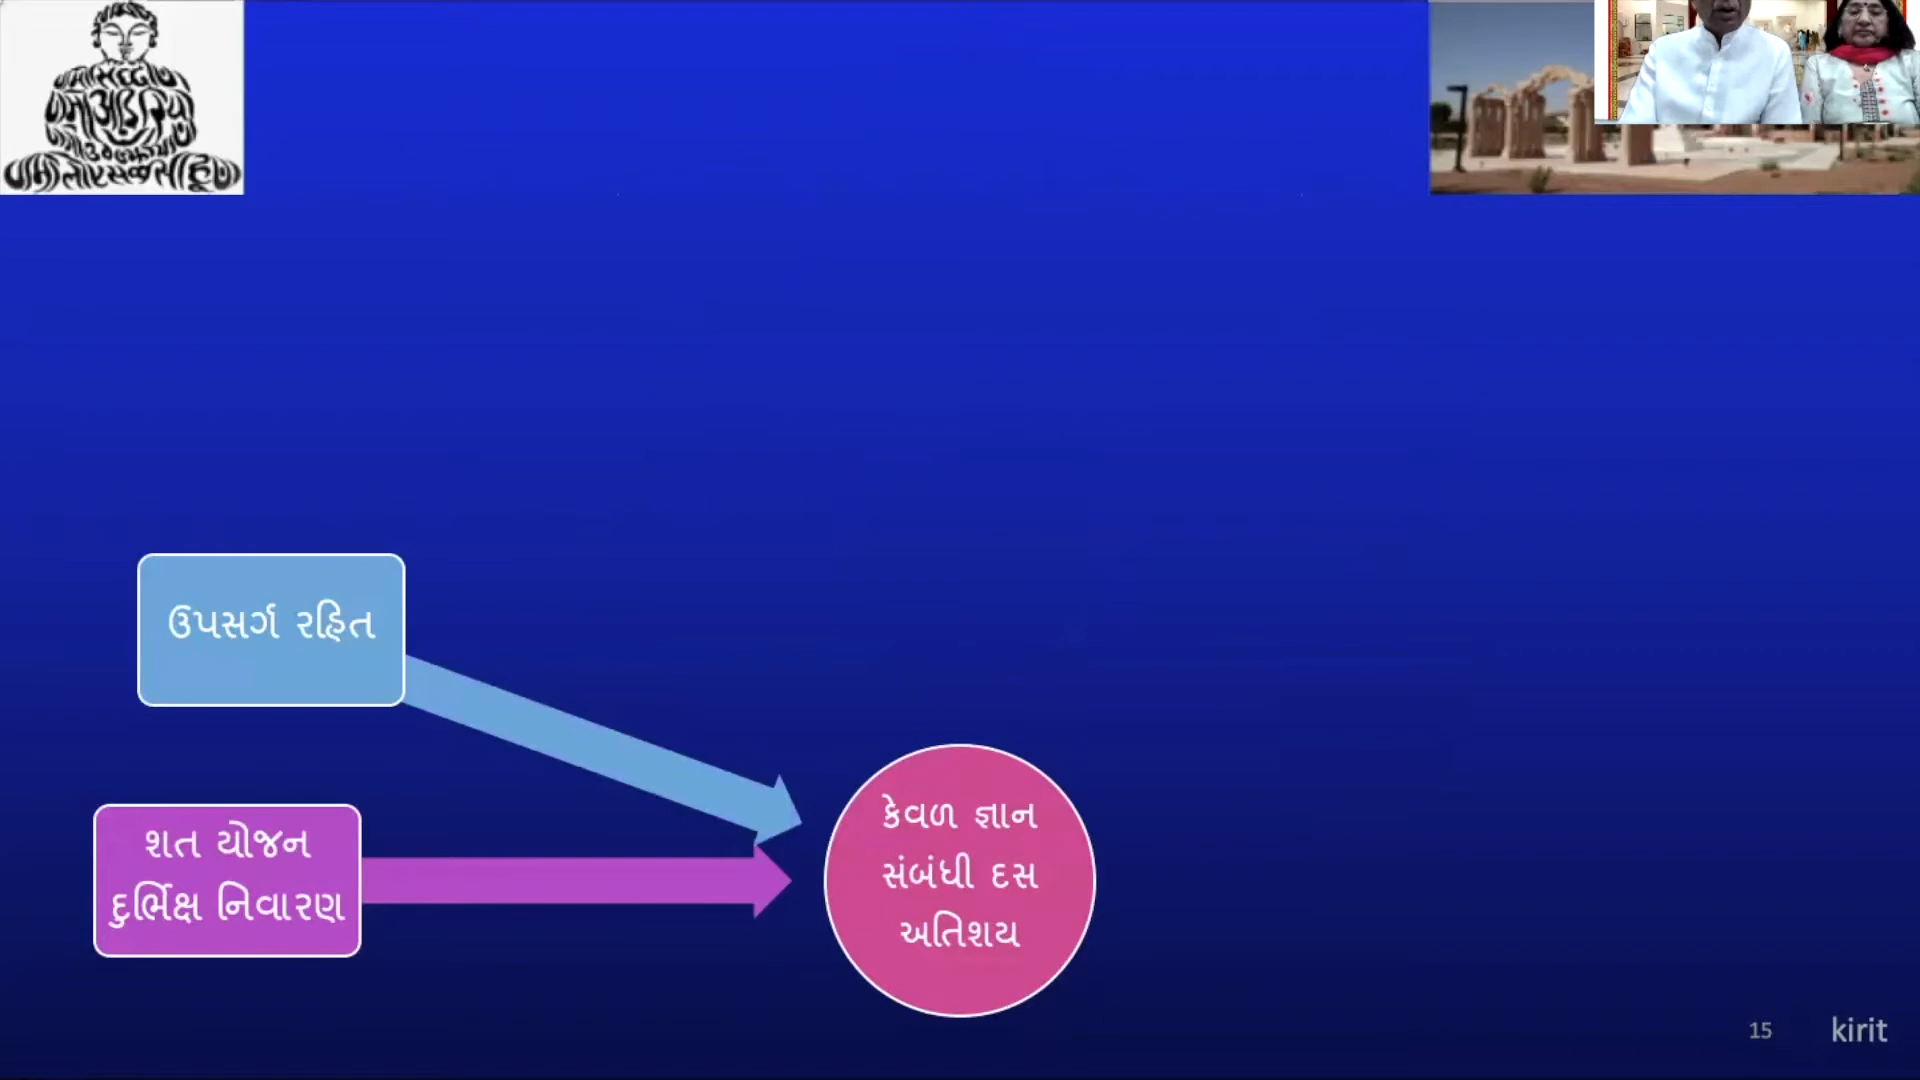 ઉપસર્ગ રહિત
શત યોજન
દુર્ભિક્ષ નિવારણ
કેવળ જ્ઞાન
સંબંધી દસ
અતિશય
15
kirit